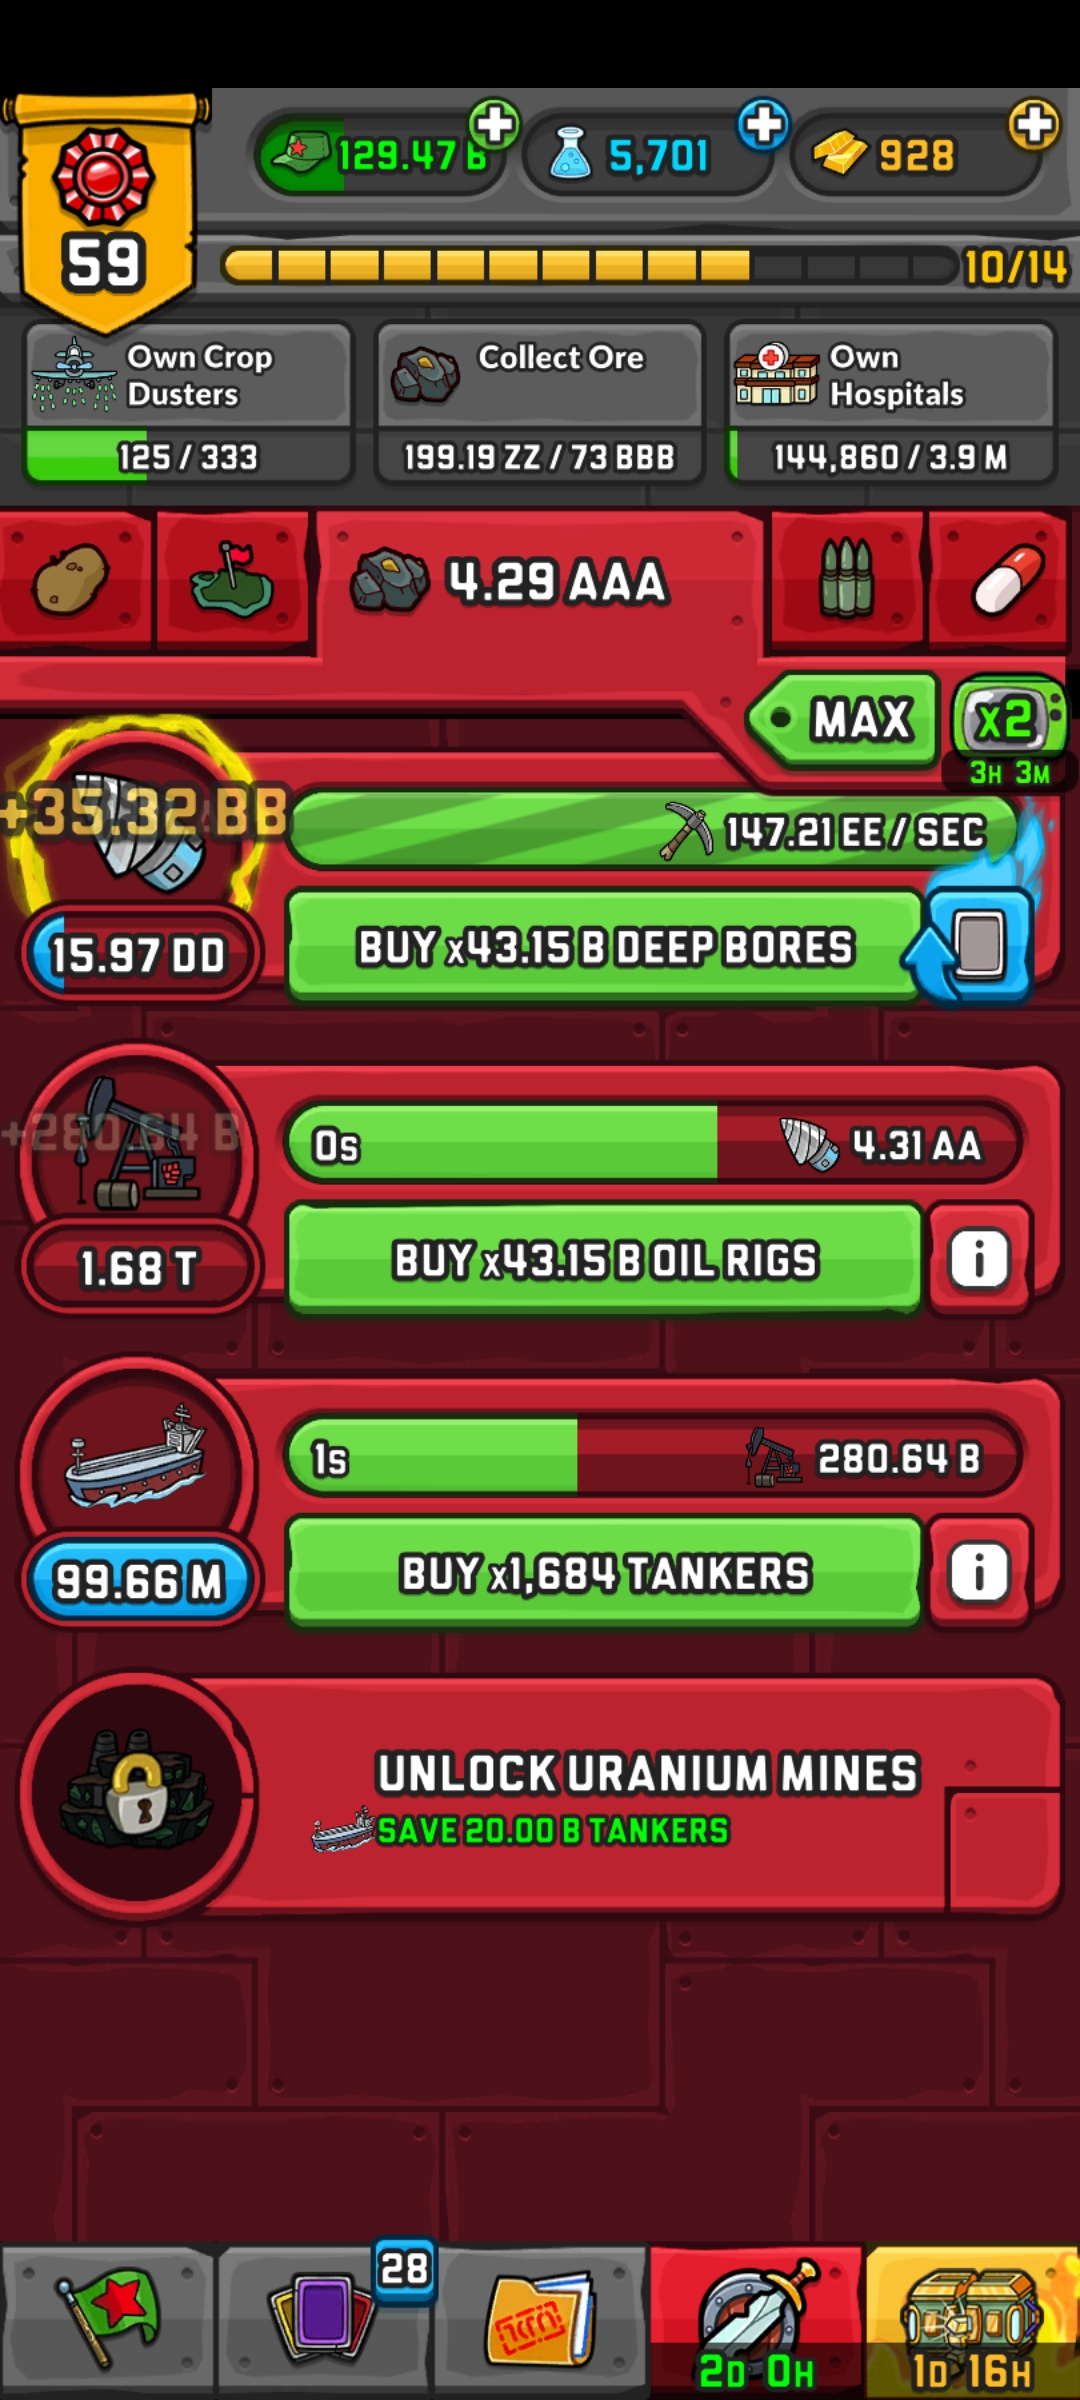 59
129.47 B
5,701
928
10/14
Own Crop
Dusters
125 / 333
Collect Ore
199.19 ZZ / 73 BBB
Own
Hospitals
144,860 / 3.9 M
4.29 AAA
MAX
x2
3H 3M
+35.32 BB
147.21 EE / SEC
15.97 DD
BUY x43.15 B DEEP BORES
+280.64 B
0s
4.31 AA
1.68 T
BUY x43.15 B OIL RIGS
i
1s
280.64 B
99.66 M
BUY x1,684 TANKERS
i
UNLOCK URANIUM MINES
SAVE 20.00 B TANKERS
28
2D 0H
1D 16H